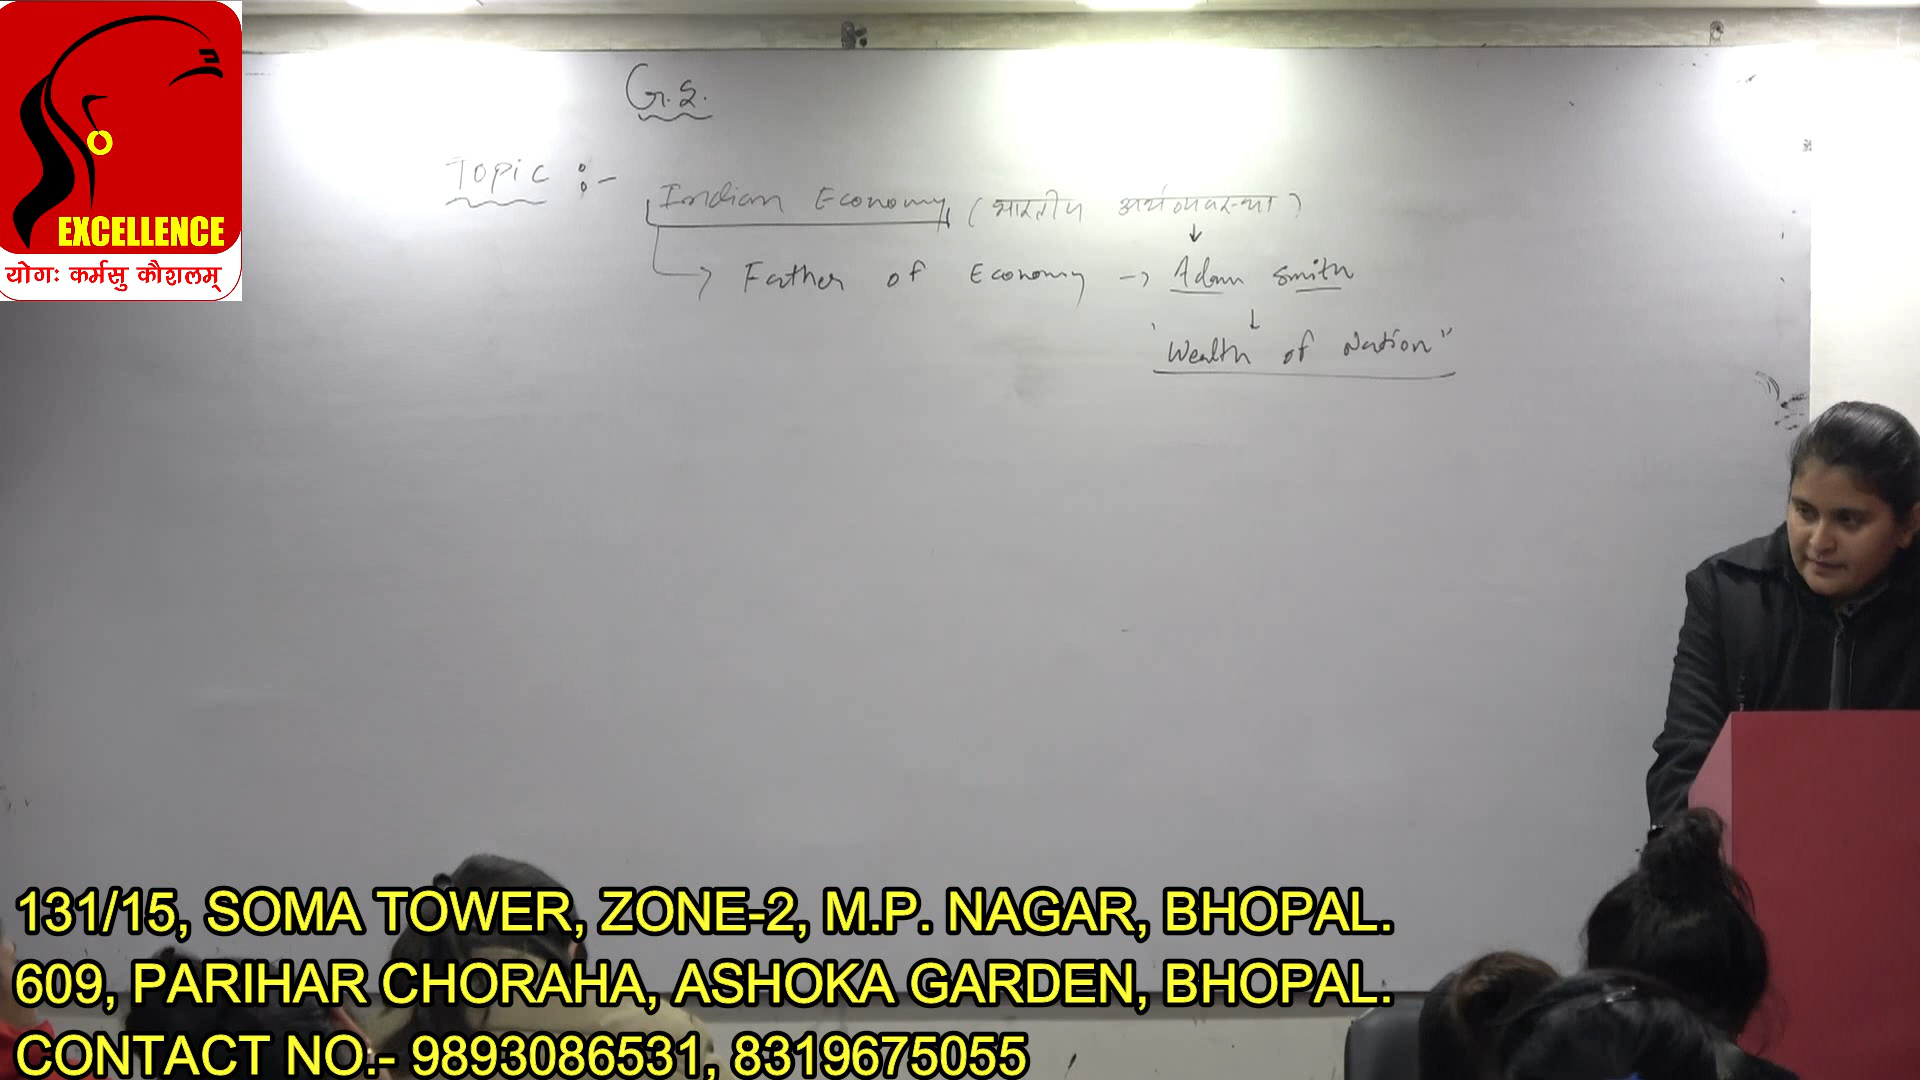 EXCELLENCE
योगः कर्मसु कौशलम्
G.S.
Topic :-
Indian Economy (भारतीय अर्थव्यवस्था)
↓
→ Father of Economy → Adam Smith
↓
"Wealth of Nation"
131/15, SOMA TOWER, ZONE-2, M.P. NAGAR, BHOPAL.
609, PARIHAR CHORAHA, ASHOKA GARDEN, BHOPAL.
CONTACT NO.- 9893086531, 8319675055